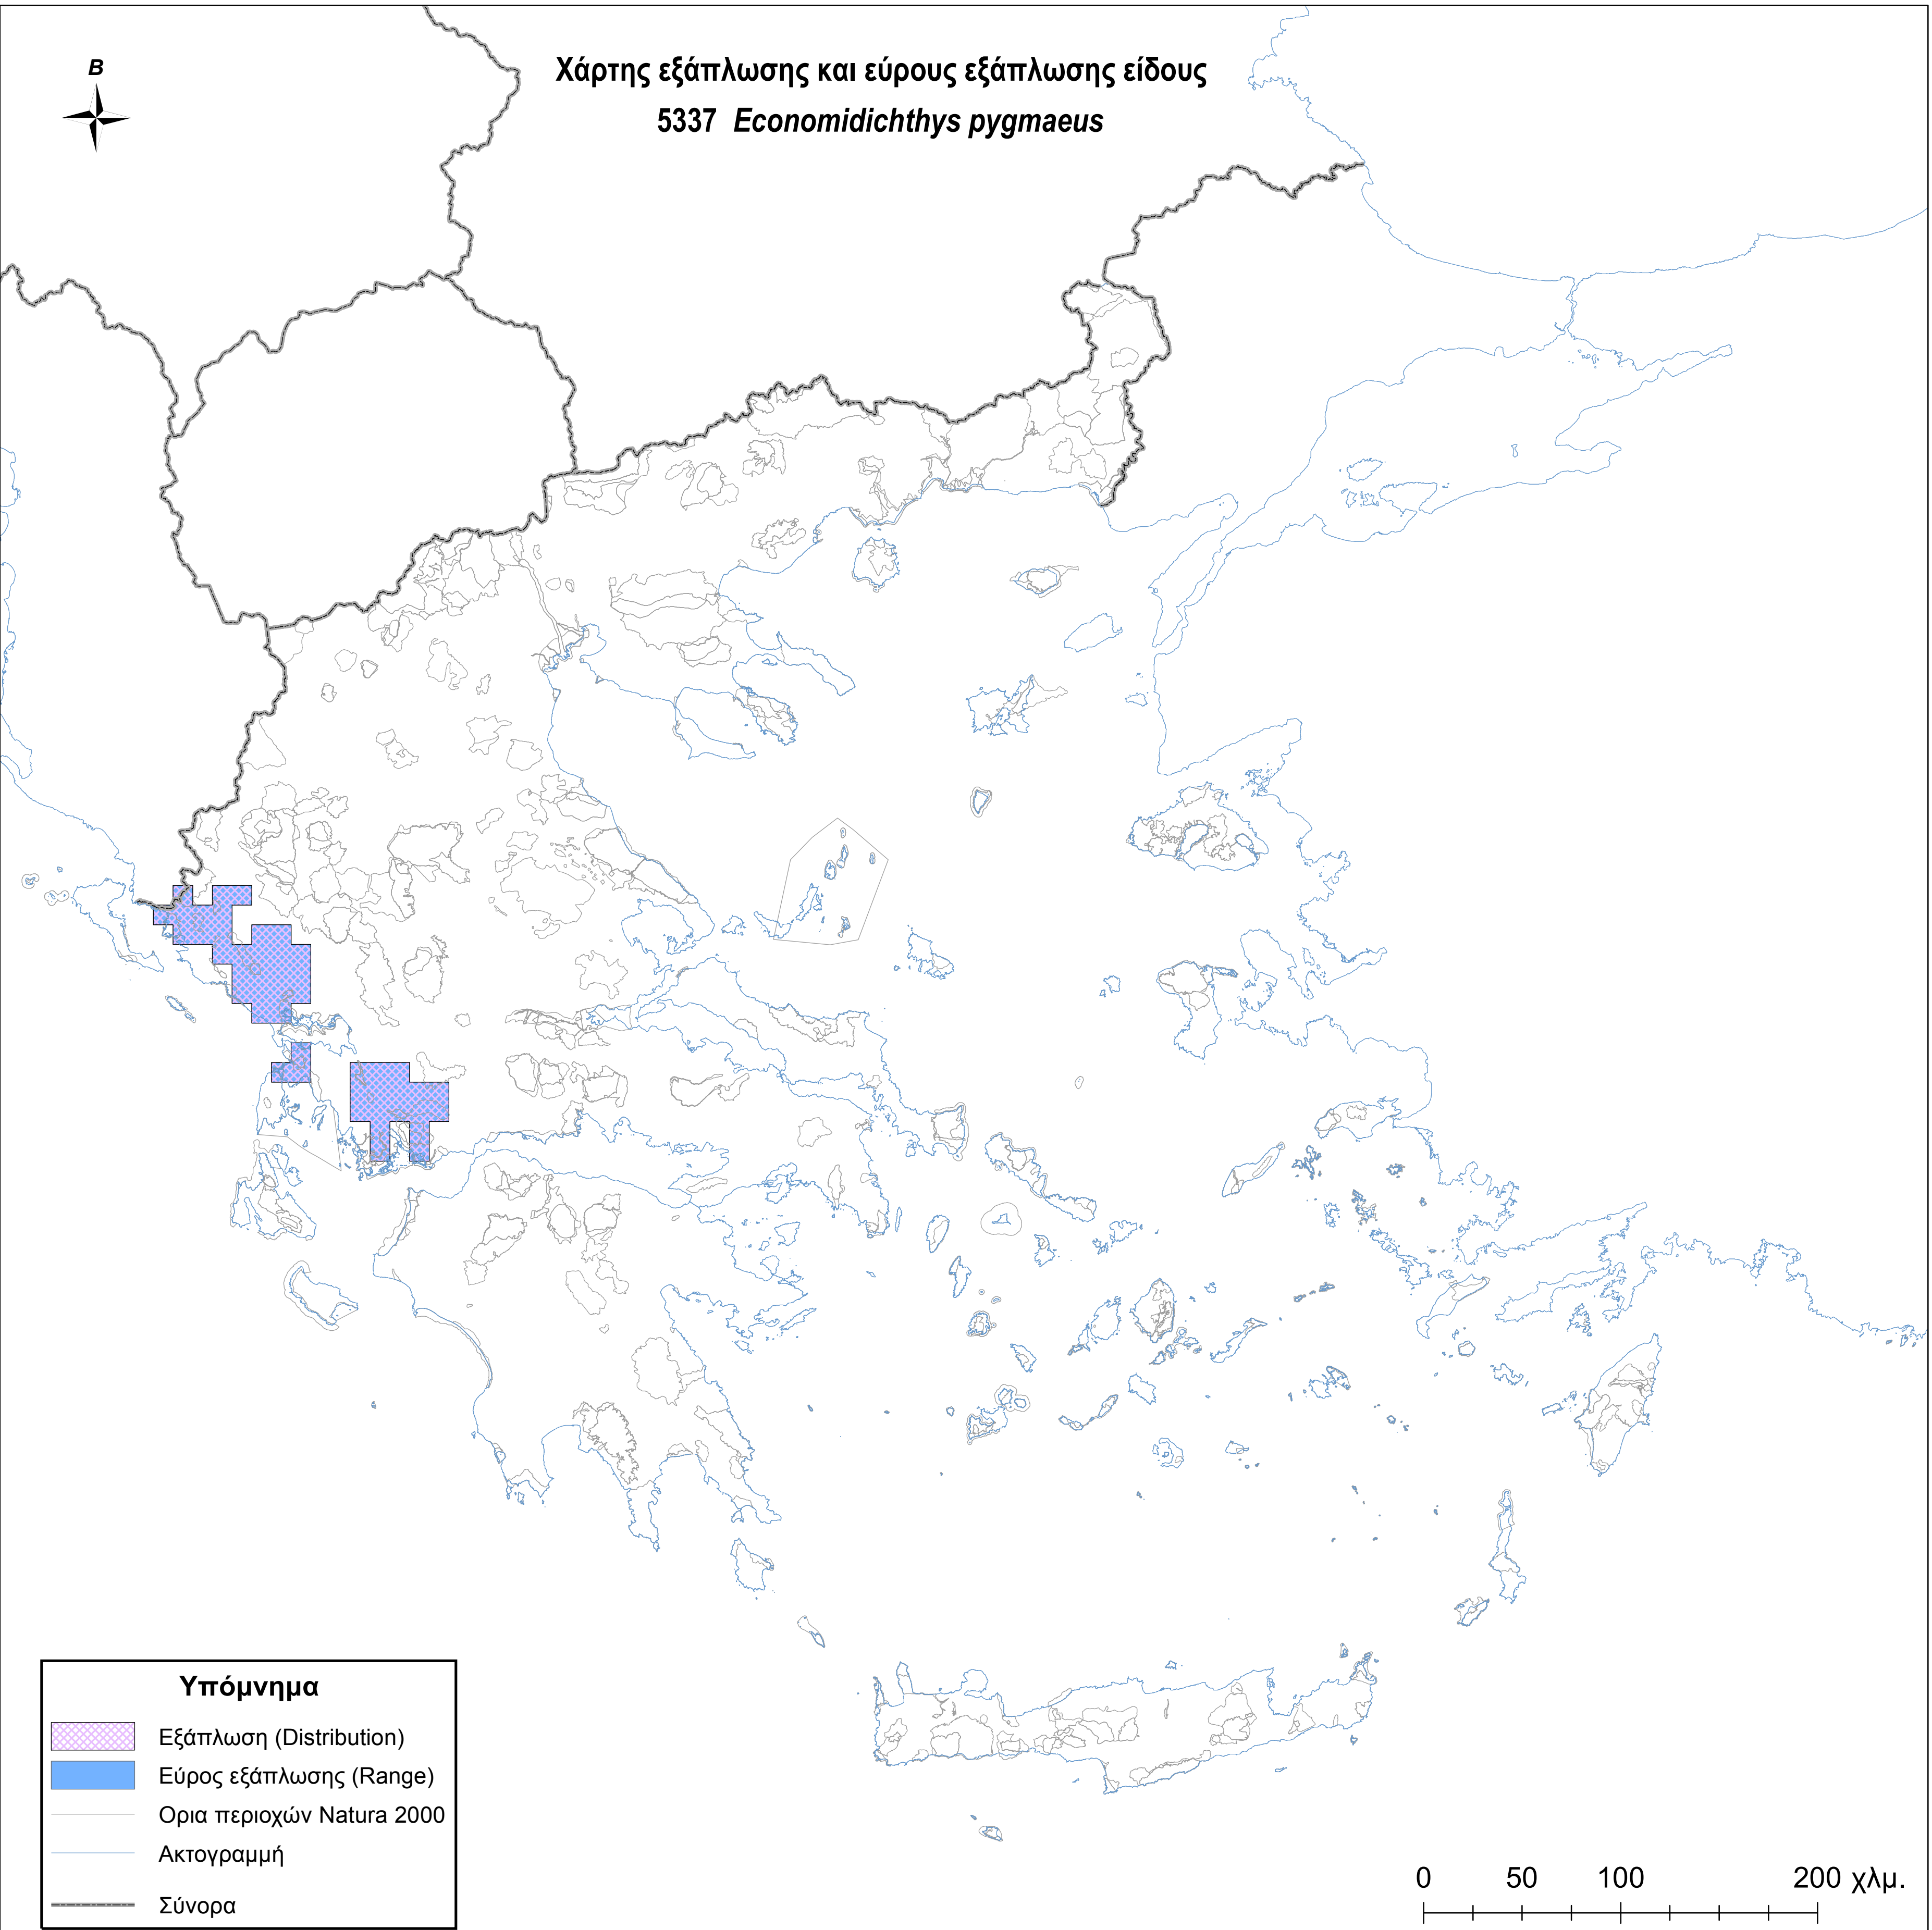 Χάρτης εξάπλωσης και εύρους εξάπλωσης είδους
5337 Economidichthys pygmaeus
Β
Υπόμνημα
Εξάπλωση (Distribution)
Εύρος εξάπλωσης (Range)
Ορια περιοχών Natura 2000
Ακτογραμμή
Σύνορα
0 50 100 200 χλμ.